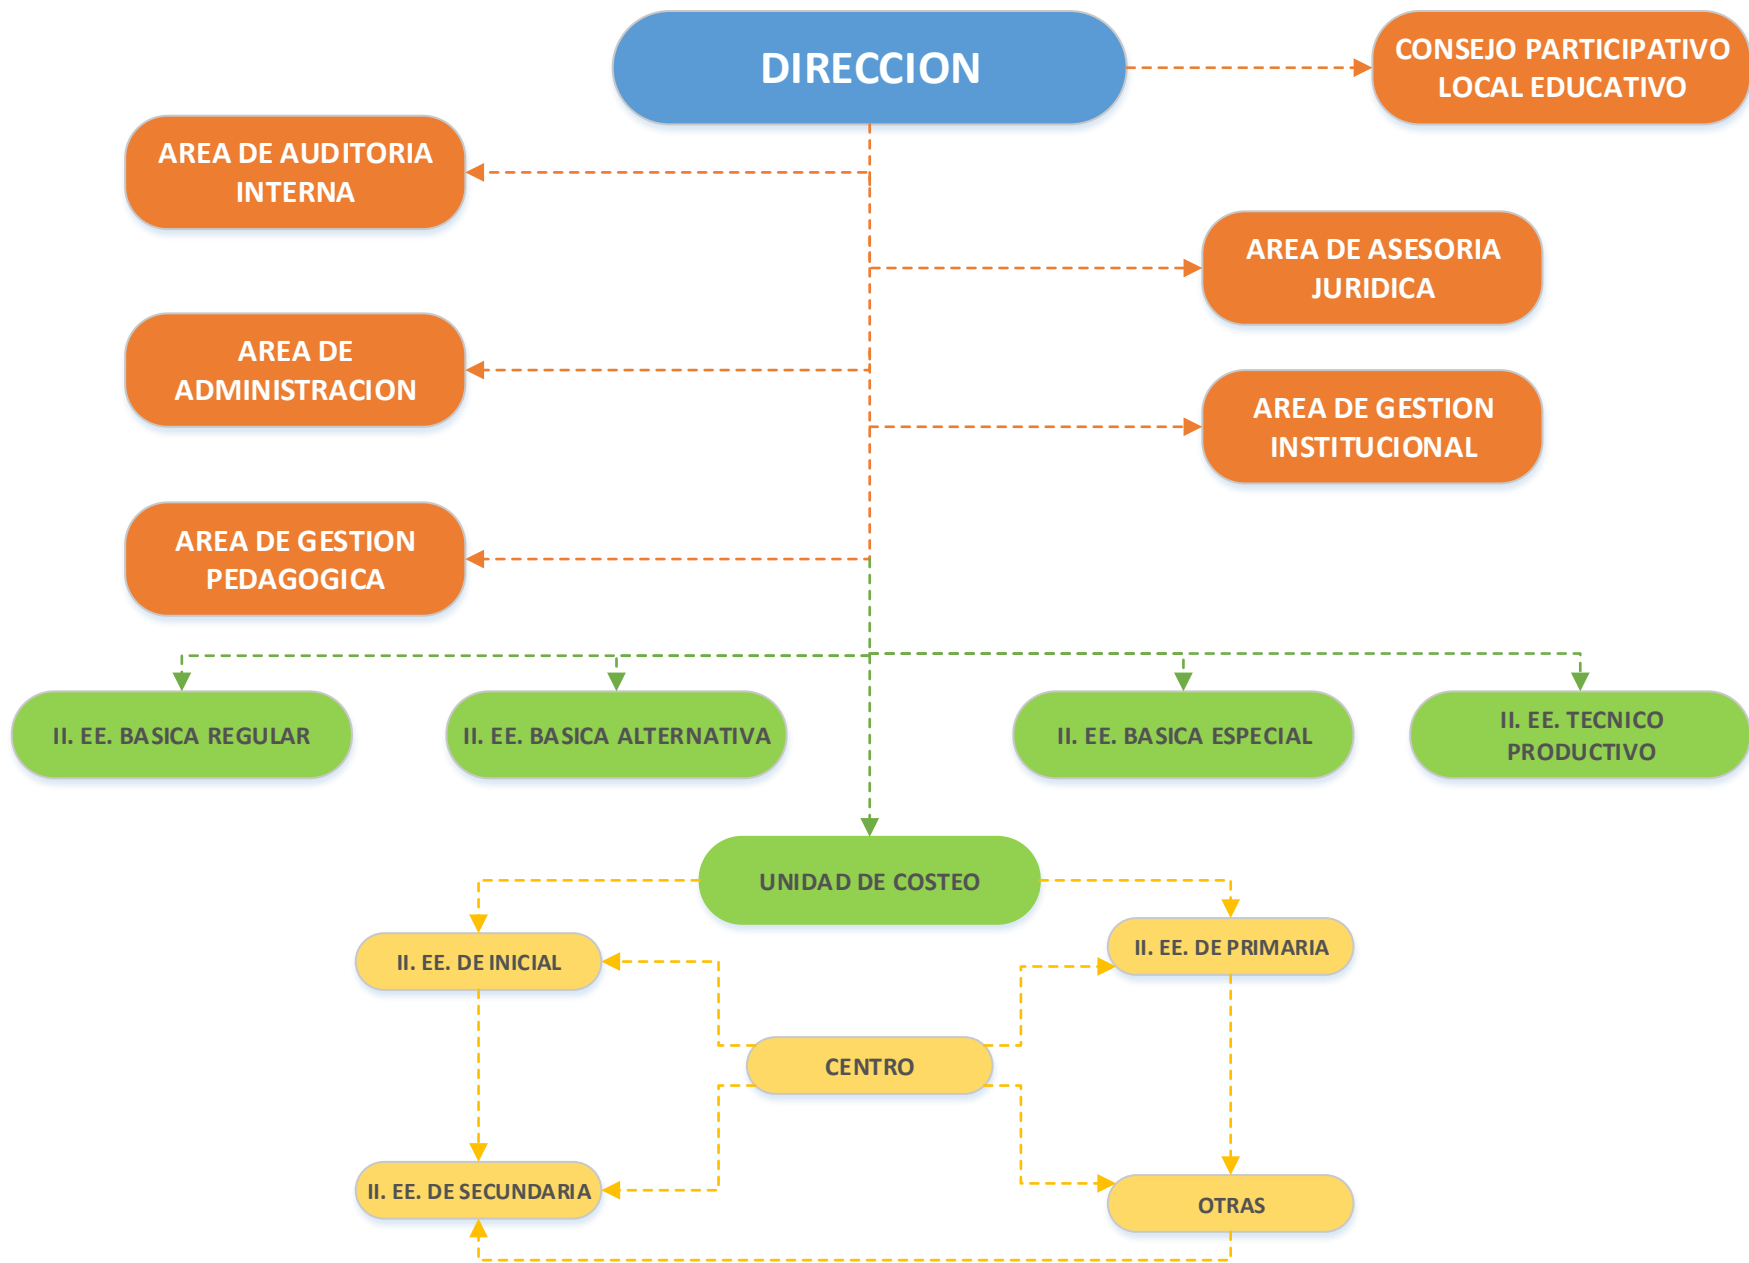 DIRECCION
CONSEJO PARTICIPATIVO
LOCAL EDUCATIVO
AREA DE AUDITORIA
INTERNA
AREA DE ASESORIA
JURIDICA
AREA DE
ADMINISTRACION
AREA DE GESTION
INSTITUCIONAL
AREA DE GESTION
PEDAGOGICA
II. EE. BASICA REGULAR
II. EE. BASICA ALTERNATIVA
II. EE. BASICA ESPECIAL
II. EE. TECNICO
PRODUCTIVO
UNIDAD DE COSTEO
II. EE. DE INICIAL
II. EE. DE PRIMARIA
CENTRO
II. EE. DE SECUNDARIA
OTRAS